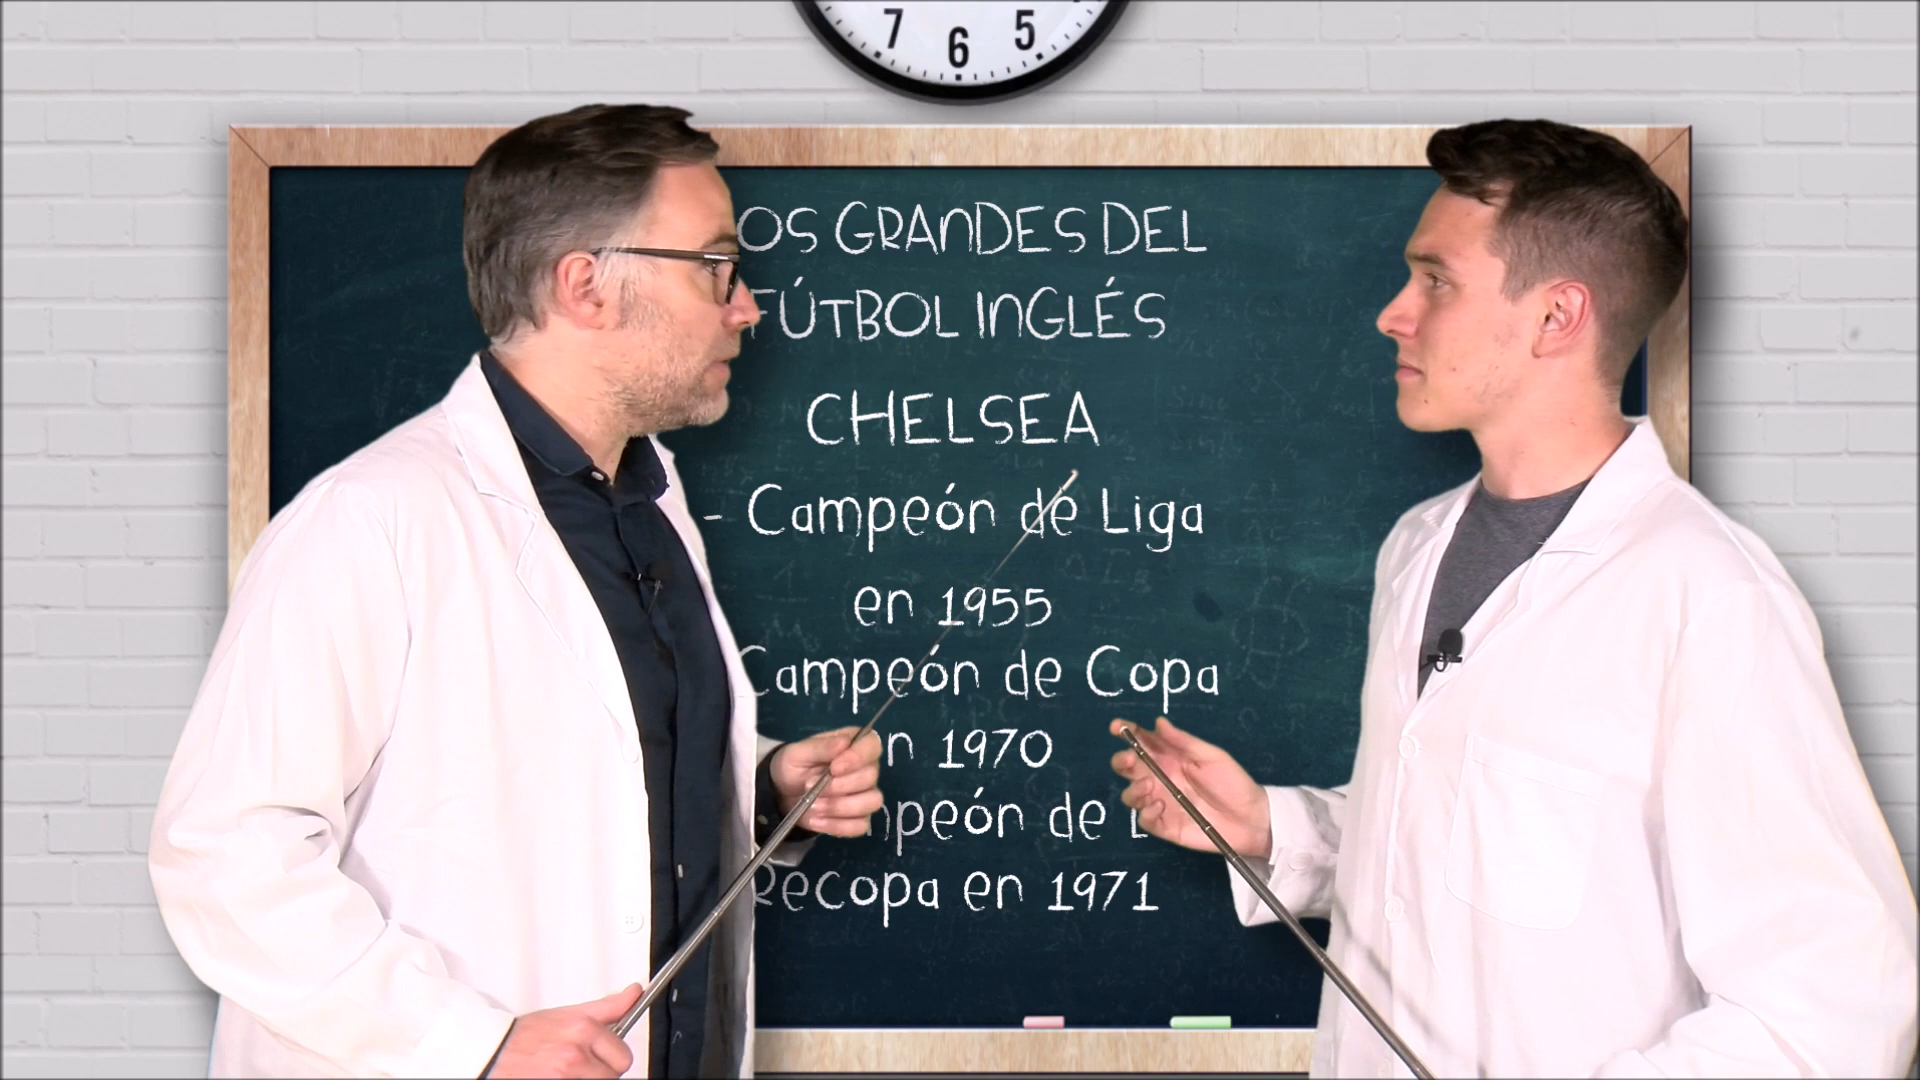 7 6 5
OS GRANDES DEL
FÚTBOL INGLÉS
CHELSEA
- Campeón de Liga
en 1955
Campeón de Copa
en 1970
mpeón de L
Recopa en 1971